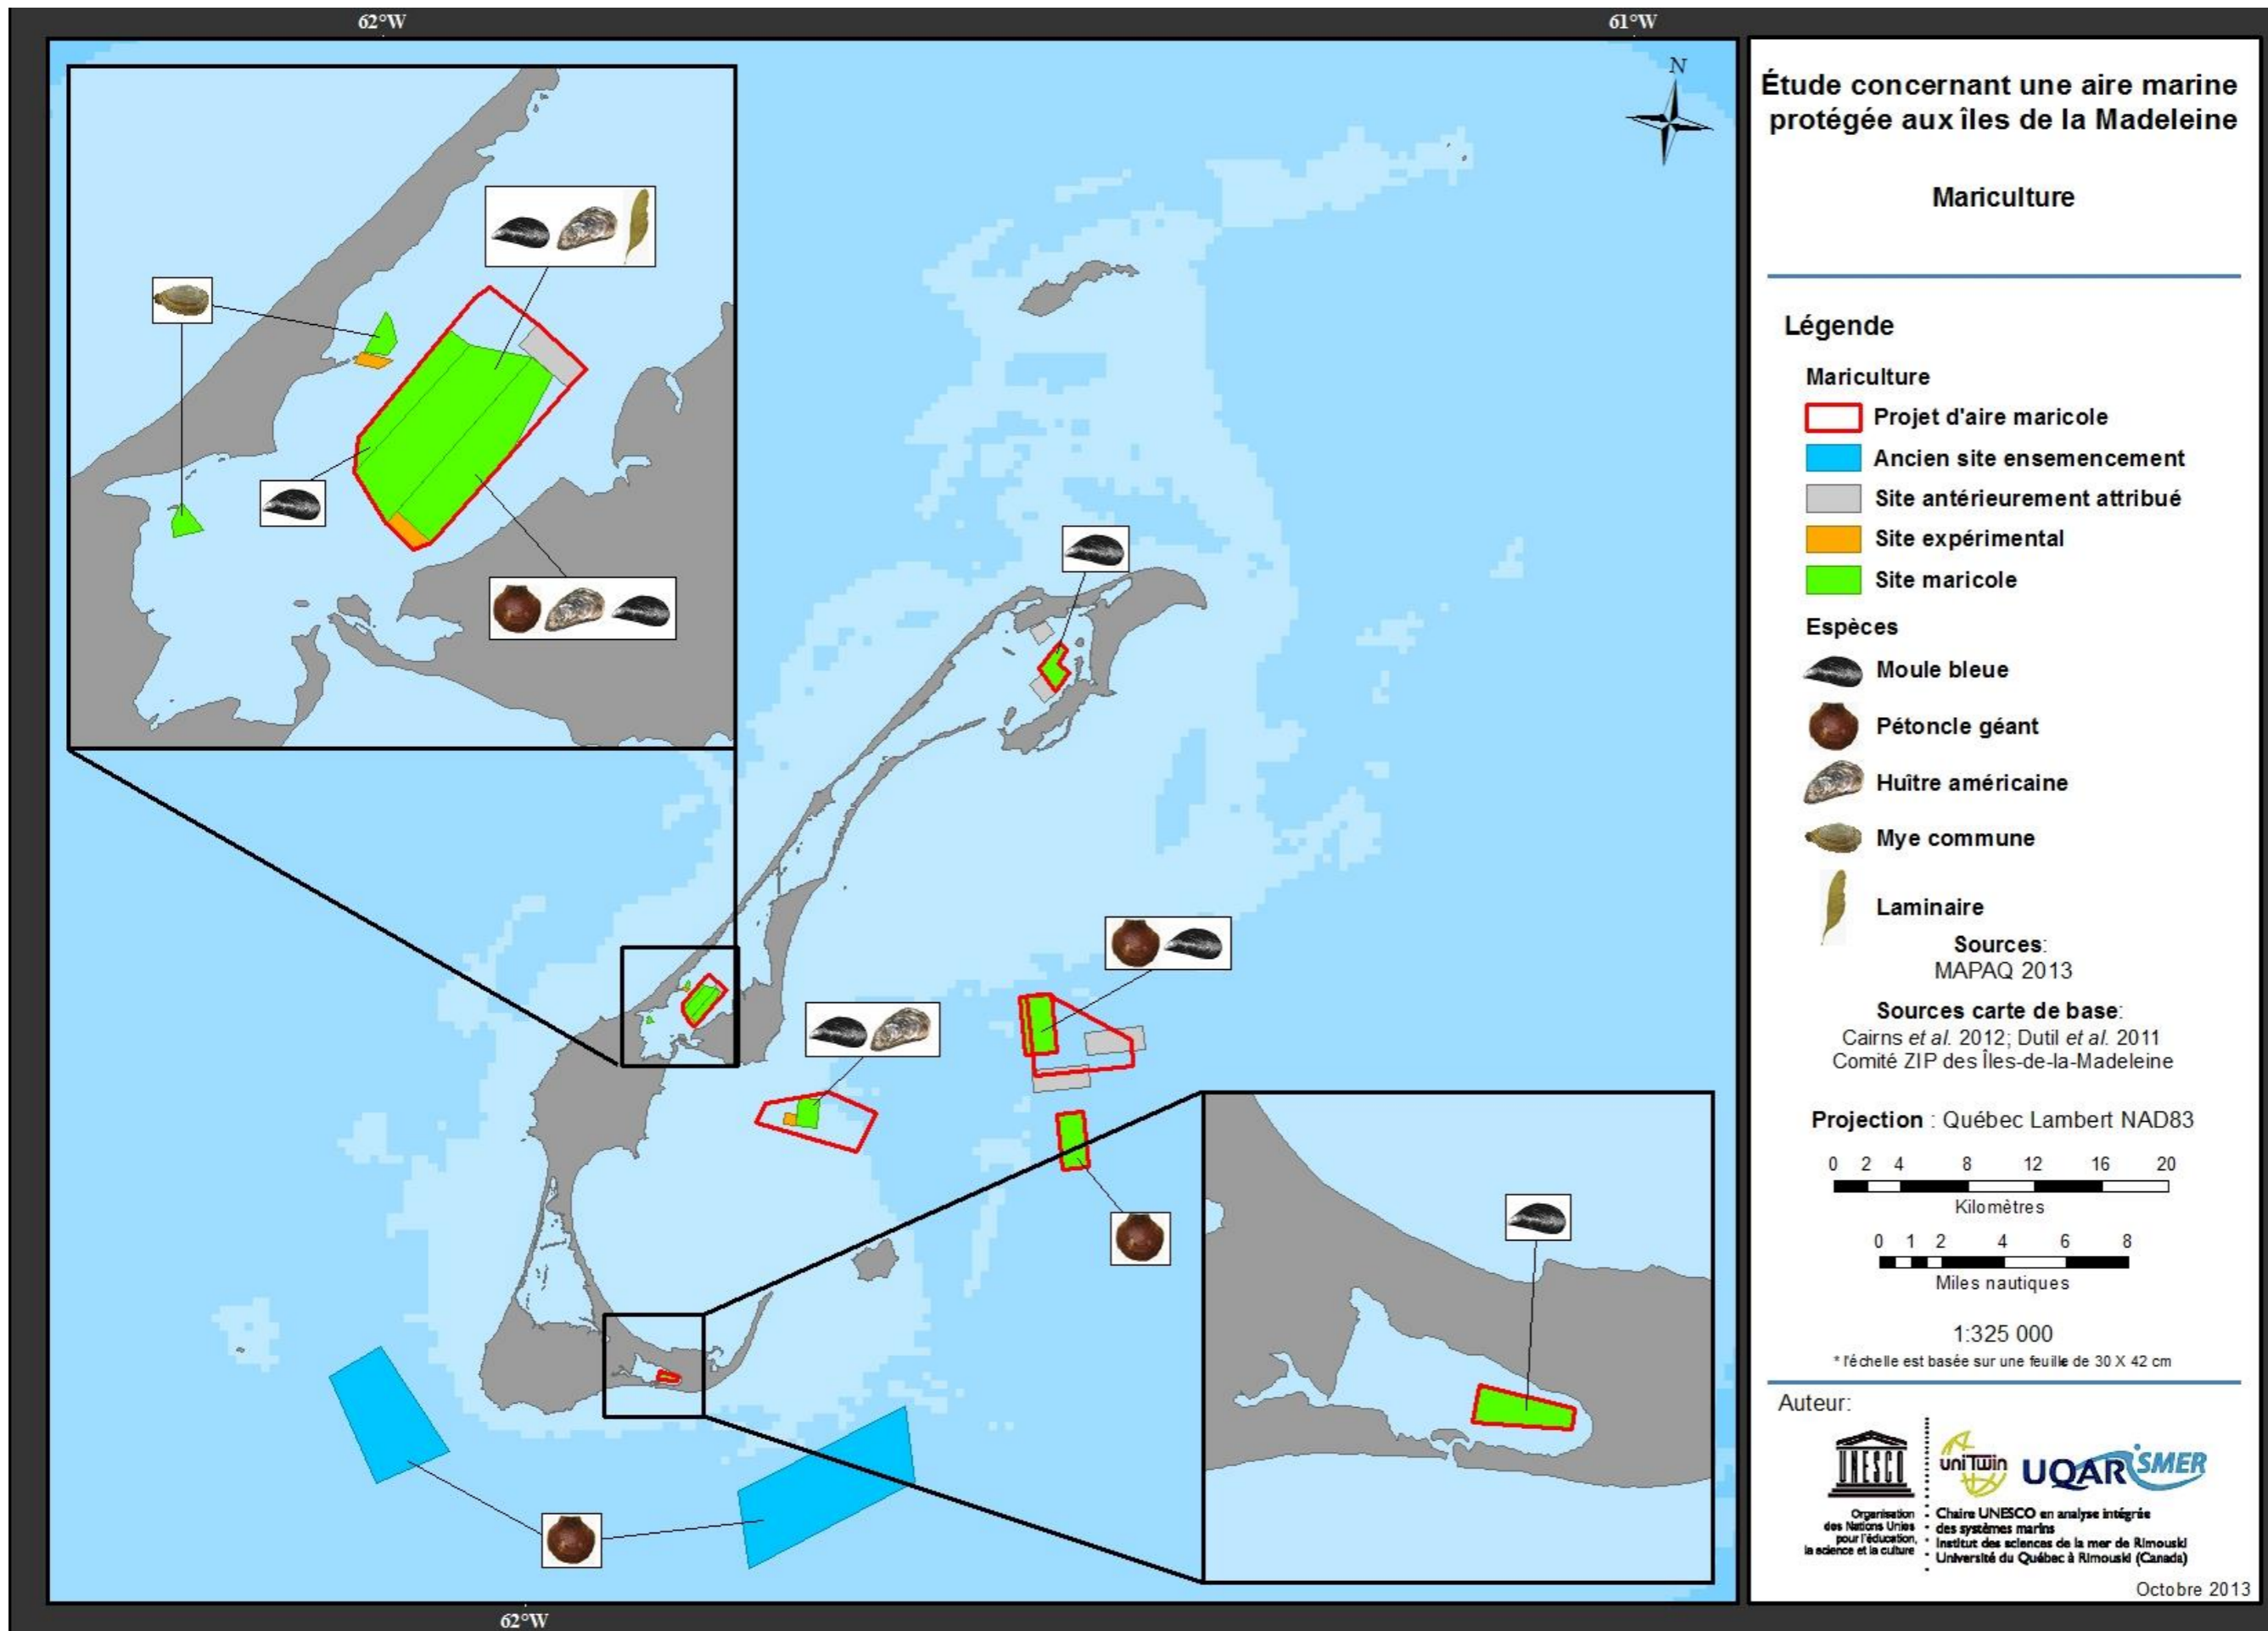 62°W
61°W
N
Étude concernant une aire marine
protégée aux îles de la Madeleine
Mariculture
Légende
Mariculture
Projet d'aire maricole
Ancien site ensemencement
Site antérieurement attribué
Site expérimental
Site maricole
Espèces
Moule bleue
Pétoncle géant
Huître américaine
Mye commune
Laminaire
Sources:
MAPAQ 2013
Sources carte de base:
Cairns et al. 2012; Dutil et al. 2011
Comité ZIP des Îles-de-la-Madeleine
Projection : Québec Lambert NAD83
0 2 4 8 12 16 20
Kilomètres
0 1 2 4 6 8
Miles nautiques
1:325 000
* l'échelle est basée sur une feuille de 30 X 42 cm
Auteur:
UNESCO
uniTwin
UQAR
iSMER
Organisation
des Nations Unies
pour l'éducation,
la science et la culture
Chaire UNESCO en analyse intégrée
des systèmes marins
Institut des sciences de la mer de Rimouski
Université du Québec à Rimouski (Canada)
Octobre 2013
62°W